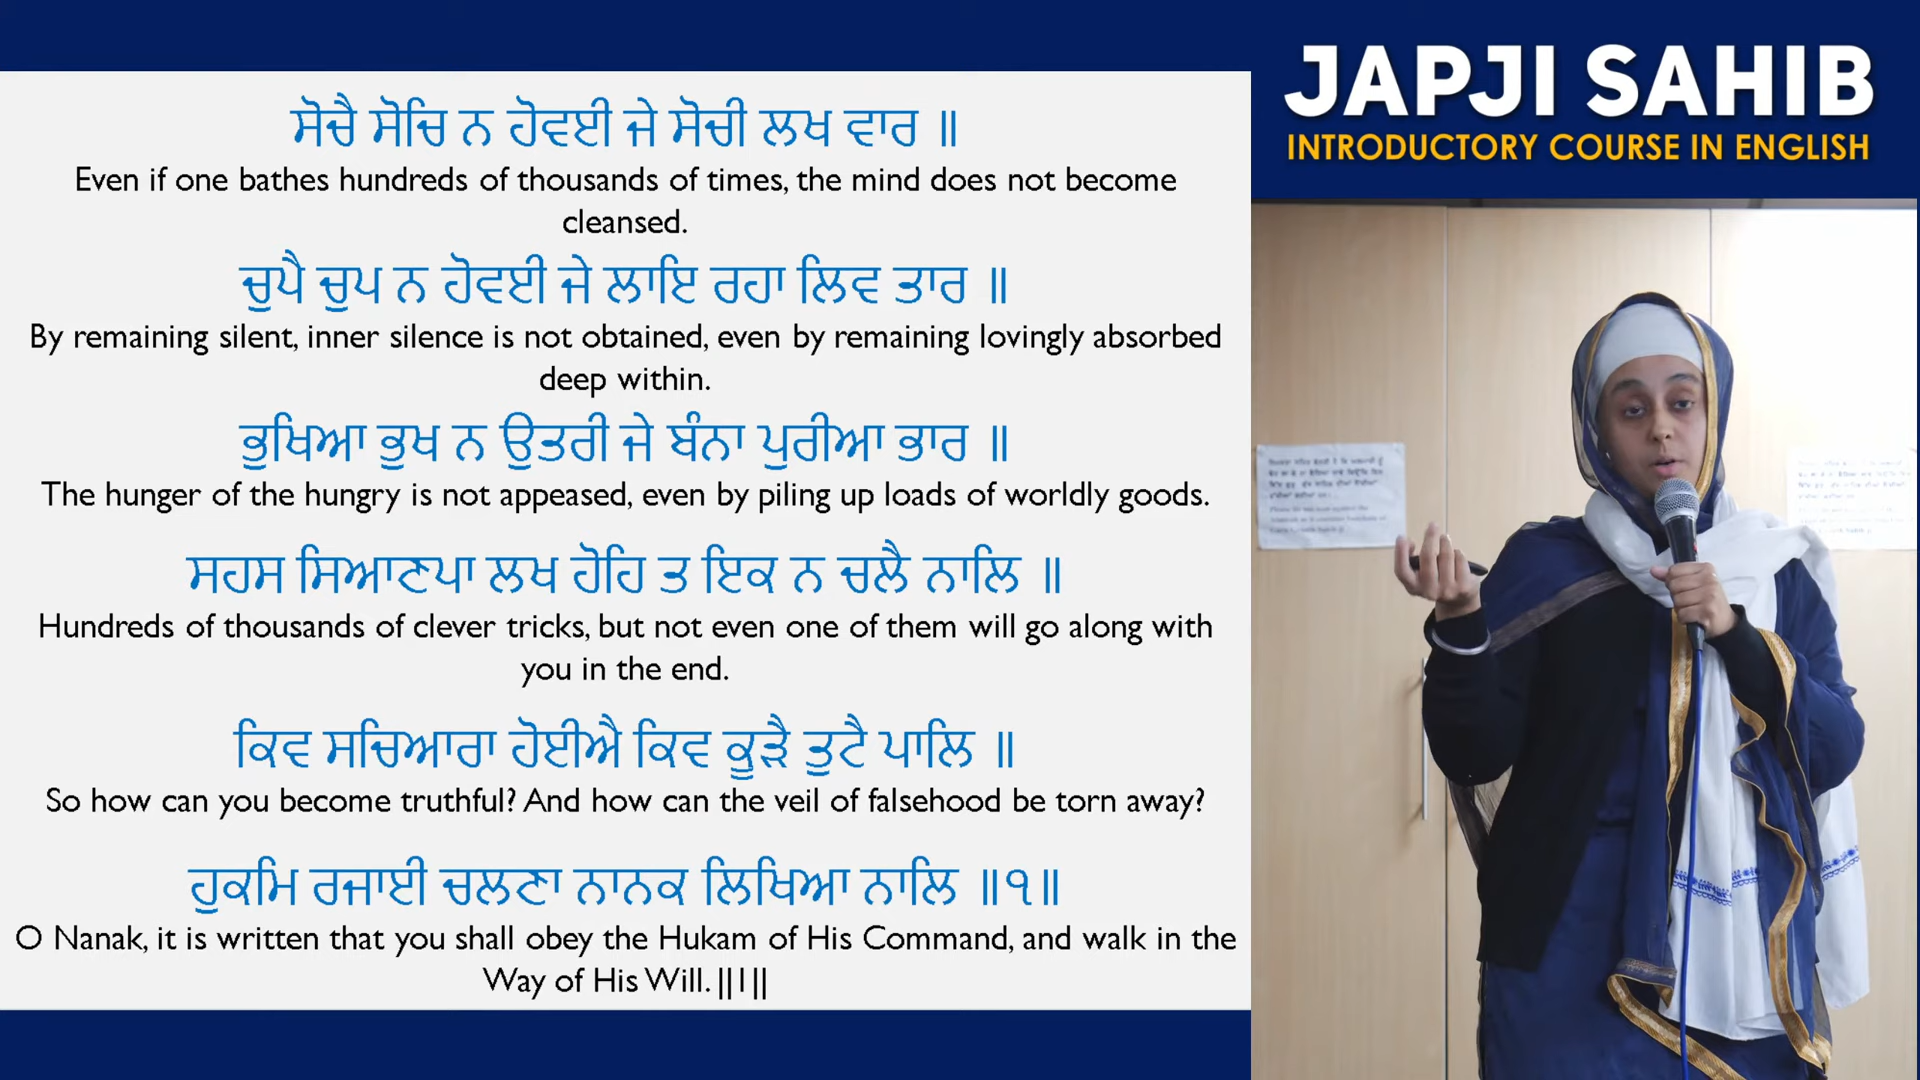 ਸੋਚੈ ਸੋਚਿ ਨ ਹੋਵਈ ਜੇ ਸੋਚੀ ਲਖ ਵਾਰ ॥
Even if one bathes hundreds of thousands of times, the mind does not become
cleansed.
ਚੁਪੈ ਚੁਪ ਨ ਹੋਵਈ ਜੇ ਲਾਇ ਰਹਾ ਲਿਵ ਤਾਰ ॥
By remaining silent, inner silence is not obtained, even by remaining lovingly absorbed
deep within.
ਭੁਖਿਆ ਭੁਖ ਨ ਉਤਰੀ ਜੇ ਬੰਨਾ ਪੁਰੀਆ ਭਾਰ ॥
The hunger of the hungry is not appeased, even by piling up loads of worldly goods.
ਸਹਸ ਸਿਆਣਪਾ ਲਖ ਹੋਹਿ ਤ ਇਕ ਨ ਚਲੈ ਨਾਲਿ ॥
Hundreds of thousands of clever tricks, but not even one of them will go along with
you in the end.
ਕਿਵ ਸਚਿਆਰਾ ਹੋਈਐ ਕਿਵ ਕੂੜੈ ਤੁਟੈ ਪਾਲਿ ॥
So how can you become truthful? And how can the veil of falsehood be torn away?
ਹੁਕਮਿ ਰਜਾਈ ਚਲਣਾ ਨਾਨਕ ਲਿਖਿਆ ਨਾਲਿ ॥੧॥
O Nanak, it is written that you shall obey the Hukam of His Command, and walk in the
Way of His Will. ||1||
JAPJI SAHIB
INTRODUCTORY COURSE IN ENGLISH